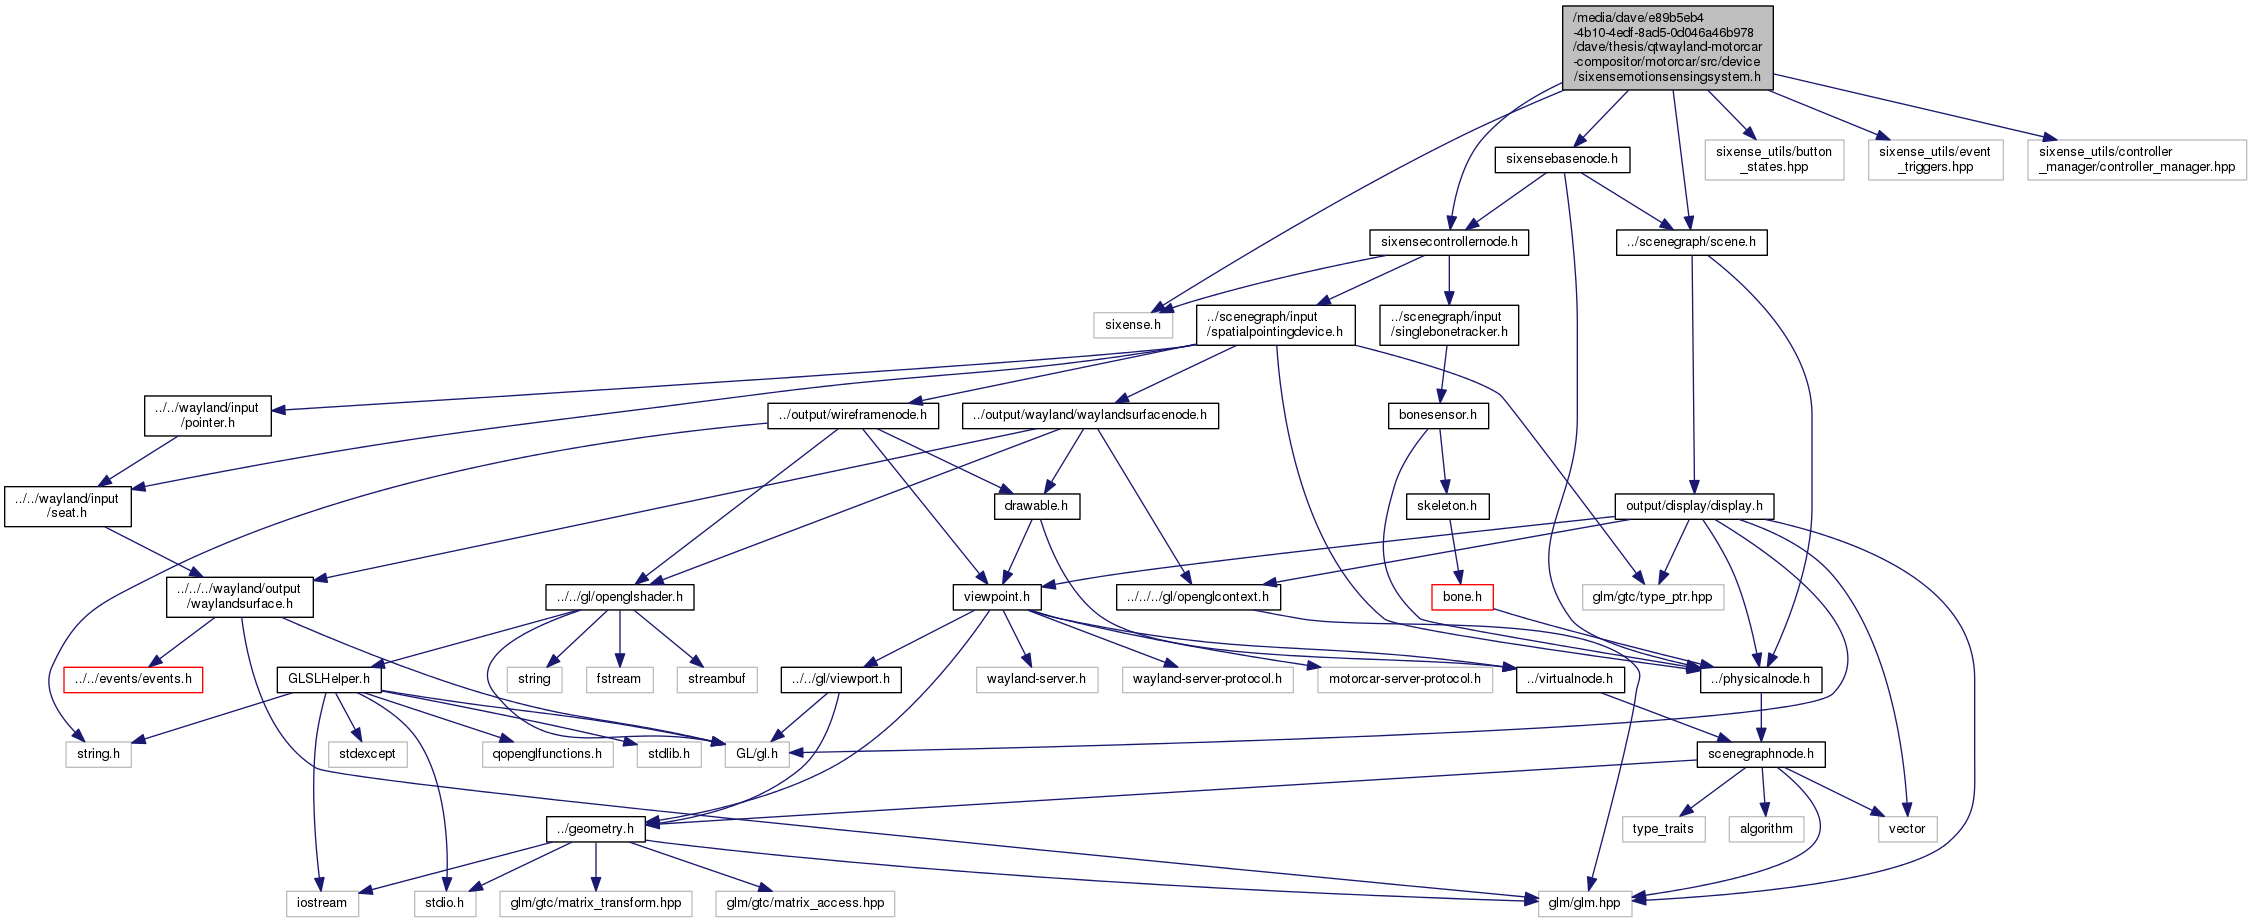 /media/dave/e89b5eb4
-4b10-4edf-8ad5-0d046a46b978
/dave/thesis/qtwayland-motorcar
-compositor/motorcar/src/device
/sixensemotionsensingsystem.h
sixensebasenode.h
sixense_utils/button
_states.hpp
sixense_utils/event
_triggers.hpp
sixense_utils/controller
_manager/controller_manager.hpp
sixensecontrollernode.h
../scenegraph/scene.h
sixense.h
../scenegraph/input
/spatialpointingdevice.h
../scenegraph/input
/singlebonetracker.h
../../wayland/input
/pointer.h
../output/wireframenode.h
../output/wayland/waylandsurfacenode.h
bonesensor.h
../../wayland/input
/seat.h
drawable.h
skeleton.h
output/display/display.h
../../../wayland/output
/waylandsurface.h
../../gl/openglshader.h
viewpoint.h
../../../gl/openglcontext.h
bone.h
glm/gtc/type_ptr.hpp
../../events/events.h
GLSLHelper.h
string
fstream
streambuf
../../gl/viewport.h
wayland-server.h
wayland-server-protocol.h
motorcar-server-protocol.h
../virtualnode.h
../physicalnode.h
string.h
stdexcept
qopenglfunctions.h
stdlib.h
GL/gl.h
scenegraphnode.h
../geometry.h
type_traits
algorithm
vector
iostream
stdio.h
glm/gtc/matrix_transform.hpp
glm/gtc/matrix_access.hpp
glm/glm.hpp